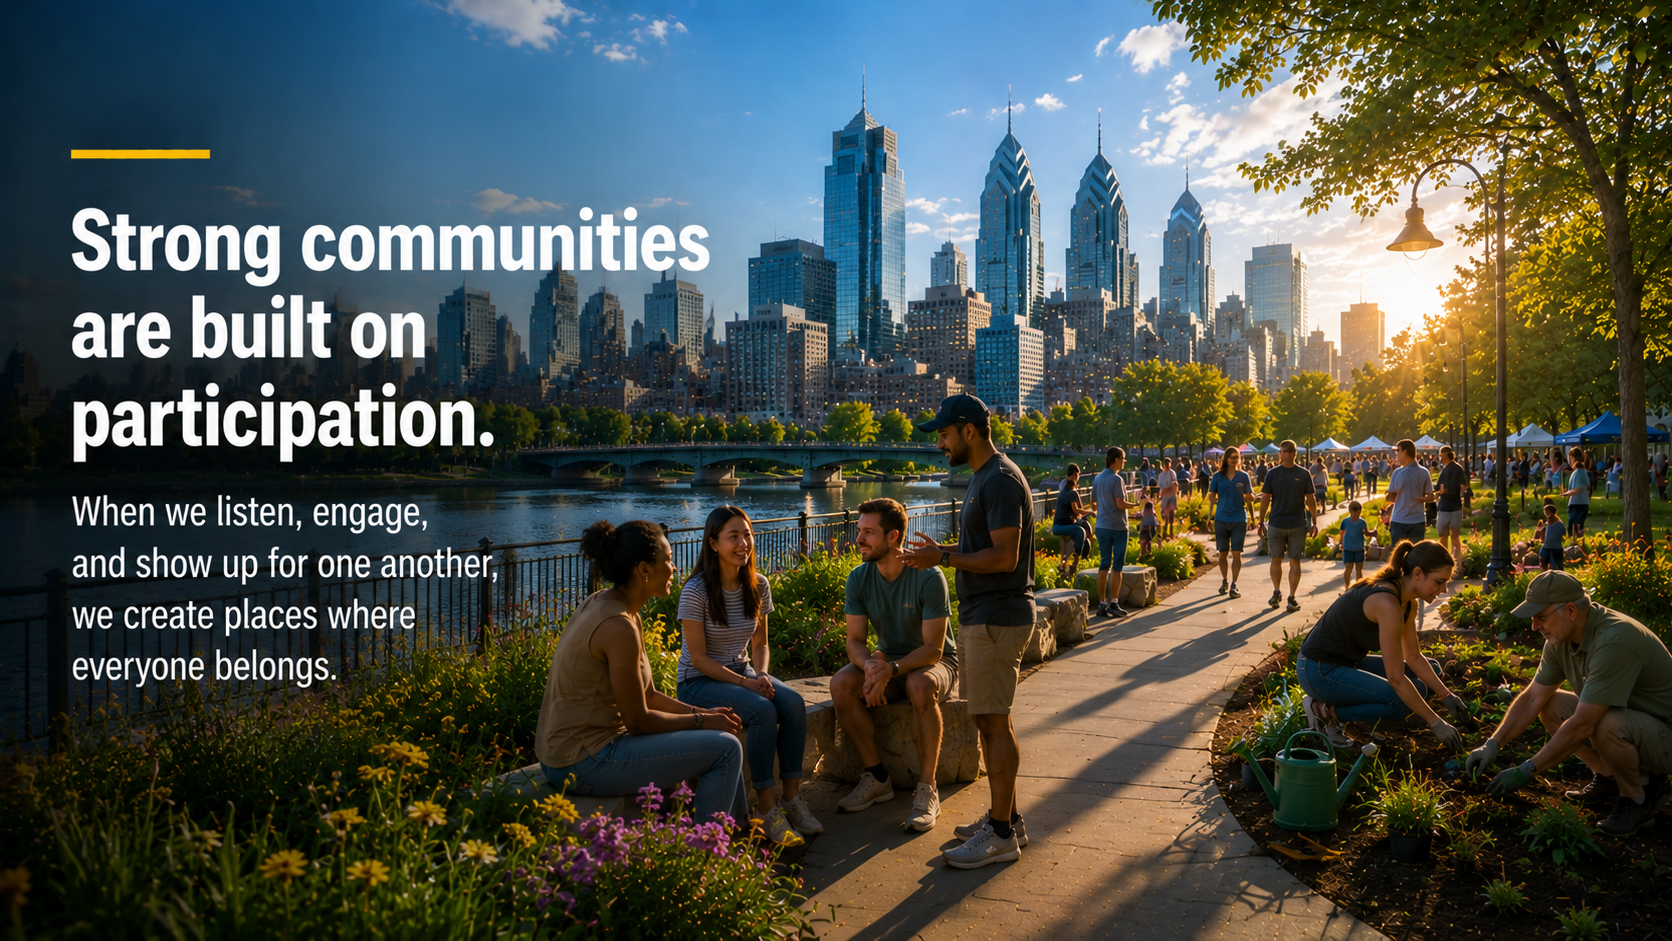 Strong communities
are built on
participation.
When we listen, engage,
and show up for one another,
we create places where
everyone belongs.